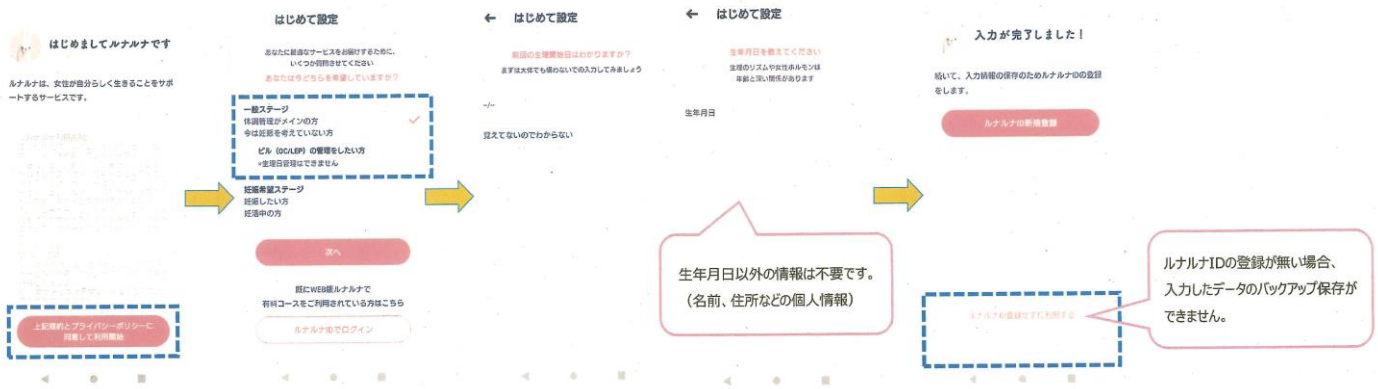 はじめましてルナルナです
ルナルナは、女性が自分らしく生きることをサポ
ートするサービスです。
上記規約とプライバシーポリシーに
同意して利用開始
はじめて設定
あなたに最適なサービスをお届けするために、
いくつか質問させてください
あなたは今どちらを希望していますか？
一般ステージ
体調管理がメインの方
今は妊娠を考えていない方
ピル（OC/LEP）の管理をしたい方
*生理日管理はできません
妊娠希望ステージ
妊娠したい方
妊活中の方
次へ
既にWEB版ルナルナで
有料コースをご利用されている方はこちら
ルナルナIDでログイン
← はじめて設定
前回の生理開始日はわかりますか？
まずは大体でも構わないので入力してみましょう
--/--
覚えてないのでわからない
← はじめて設定
生年月日を教えてください
生理のリズムや女性ホルモンは
年齢と深い関係があります
生年月日
生年月日以外の情報は不要です。
（名前、住所などの個人情報）
入力が完了しました！
続いて、入力情報の保存のためルナルナIDの登録
をします。
ルナルナID新規登録
ルナルナID登録せずに利用する
ルナルナIDの登録が無い場合、
入力したデータのバックアップ保存が
できません。